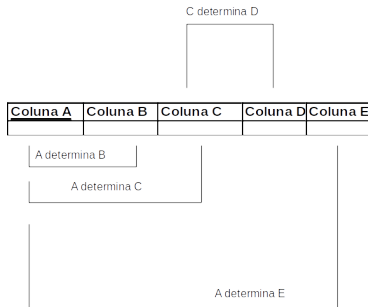 C determina D
Coluna A Coluna B Coluna C Coluna D Coluna E
A determina B
A determina C
A determina E